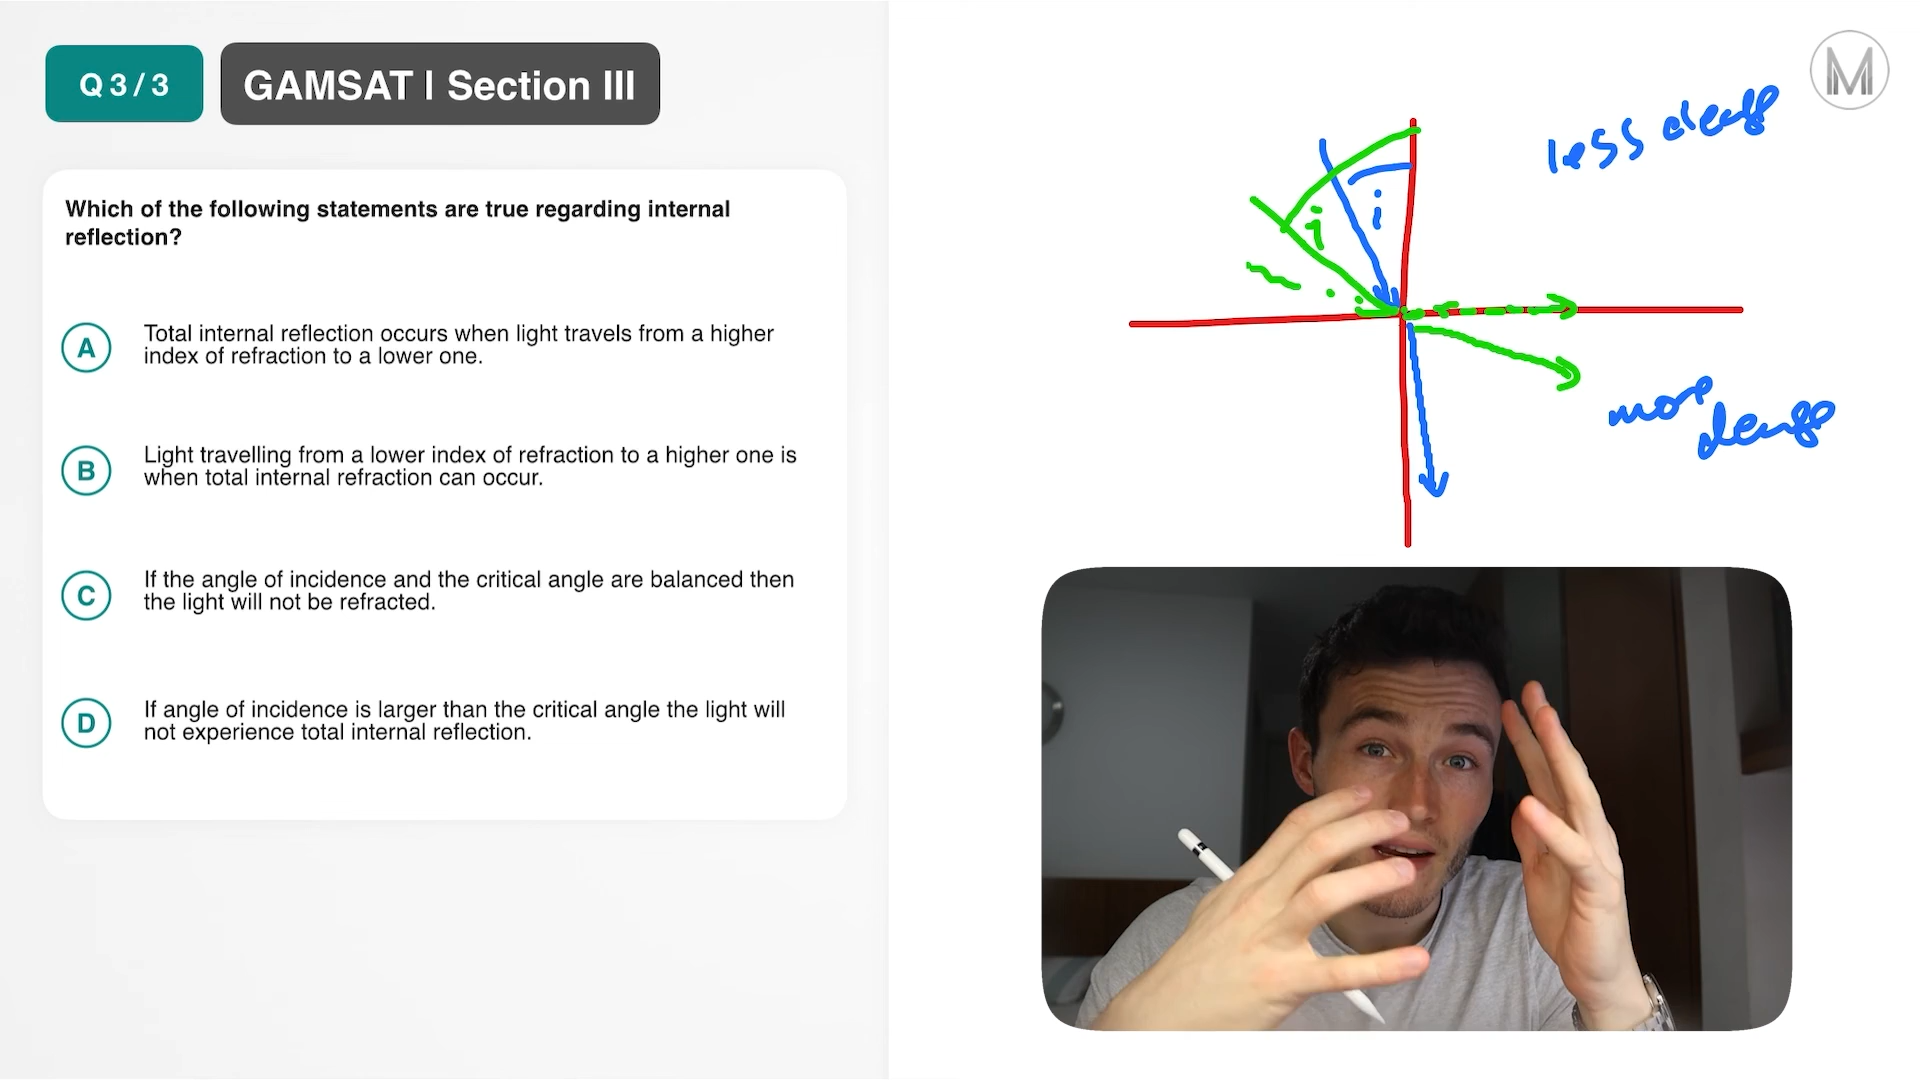 Q 3 / 3
GAMSAT | Section III
Which of the following statements are true regarding internal
reflection?
A
Total internal reflection occurs when light travels from a higher
index of refraction to a lower one.
B
Light travelling from a lower index of refraction to a higher one is
when total internal refraction can occur.
C
If the angle of incidence and the critical angle are balanced then
the light will not be refracted.
D
If angle of incidence is larger than the critical angle the light will
not experience total internal reflection.
M
less dense
i
i
more
dense